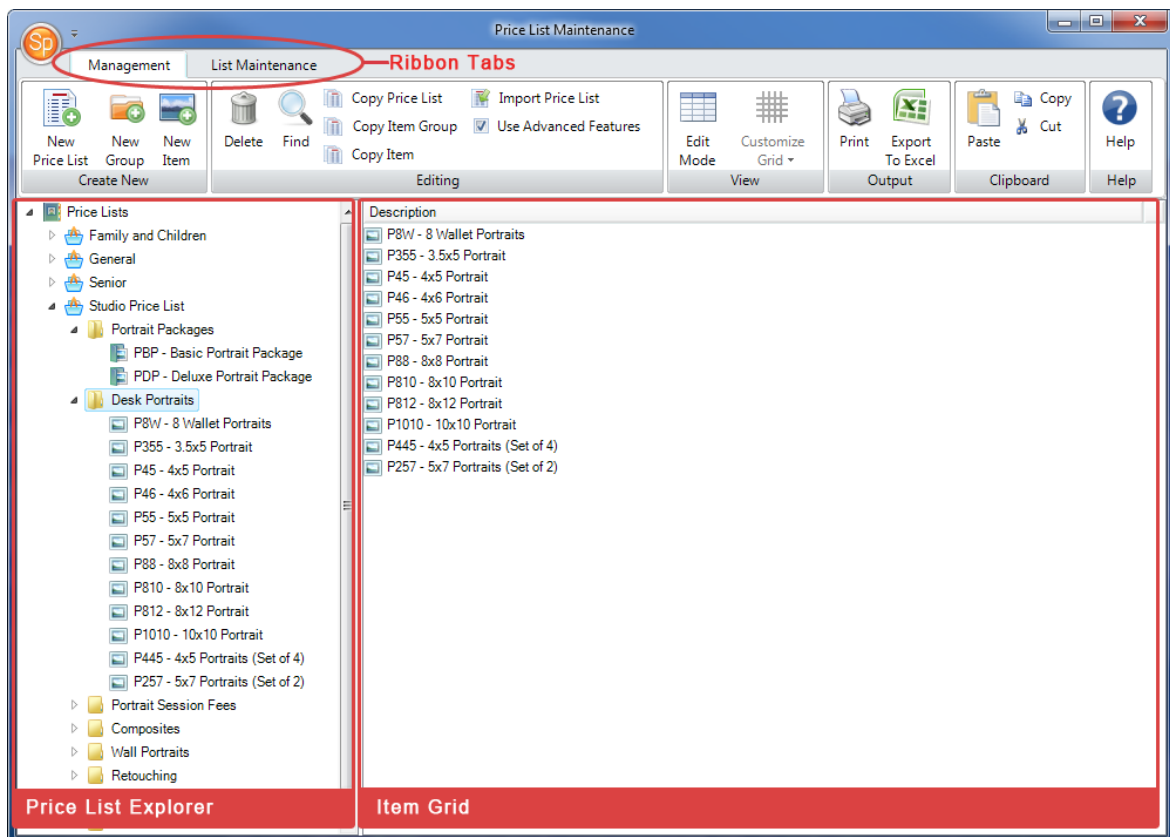 Price List Maintenance
Sp
Management List Maintenance Ribbon Tabs
New Price List
New Group
New Item
Create New
Delete
Find
Copy Price List
Copy Item Group
Copy Item
Import Price List
Use Advanced Features
Editing
Edit Mode
Customize Grid
View
Print
Export To Excel
Output
Paste
Copy
Cut
Clipboard
Help
Help
Price Lists
Family and Children
General
Senior
Studio Price List
Portrait Packages
PBP - Basic Portrait Package
PDP - Deluxe Portrait Package
Desk Portraits
P8W - 8 Wallet Portraits
P355 - 3.5x5 Portrait
P45 - 4x5 Portrait
P46 - 4x6 Portrait
P55 - 5x5 Portrait
P57 - 5x7 Portrait
P88 - 8x8 Portrait
P810 - 8x10 Portrait
P812 - 8x12 Portrait
P1010 - 10x10 Portrait
P445 - 4x5 Portraits (Set of 4)
P257 - 5x7 Portraits (Set of 2)
Portrait Session Fees
Composites
Wall Portraits
Retouching
Price List Explorer
Description
P8W - 8 Wallet Portraits
P355 - 3.5x5 Portrait
P45 - 4x5 Portrait
P46 - 4x6 Portrait
P55 - 5x5 Portrait
P57 - 5x7 Portrait
P88 - 8x8 Portrait
P810 - 8x10 Portrait
P812 - 8x12 Portrait
P1010 - 10x10 Portrait
P445 - 4x5 Portraits (Set of 4)
P257 - 5x7 Portraits (Set of 2)
Item Grid